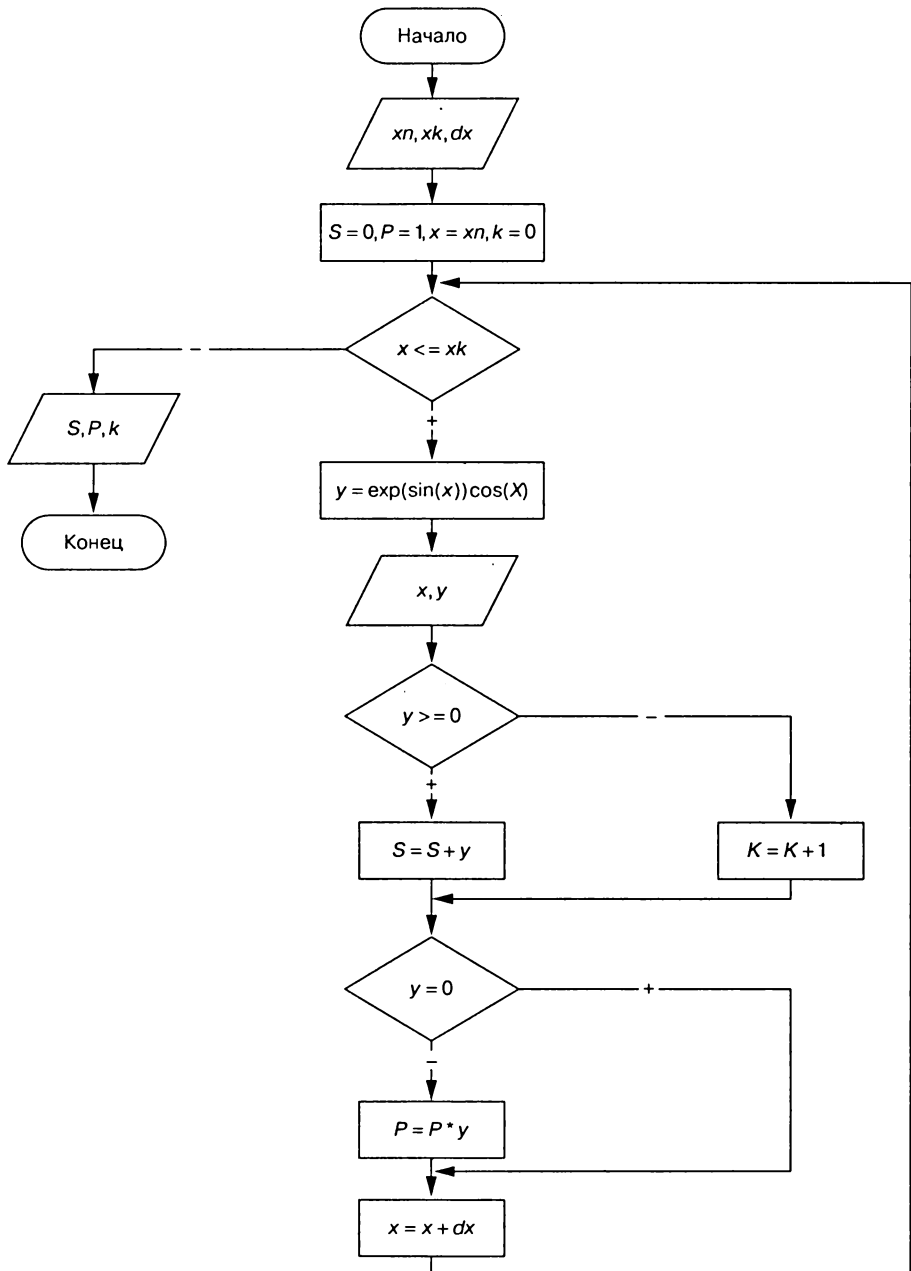 Начало
xn, xk, dx
S = 0, P = 1, x = xn, k = 0
x <= xk
–
+
S, P, k
Конец
y = exp(sin(x))cos(X)
x, y
y >= 0
–
+
S = S + y
K = K + 1
y = 0
+
–
P = P * y
x = x + dx